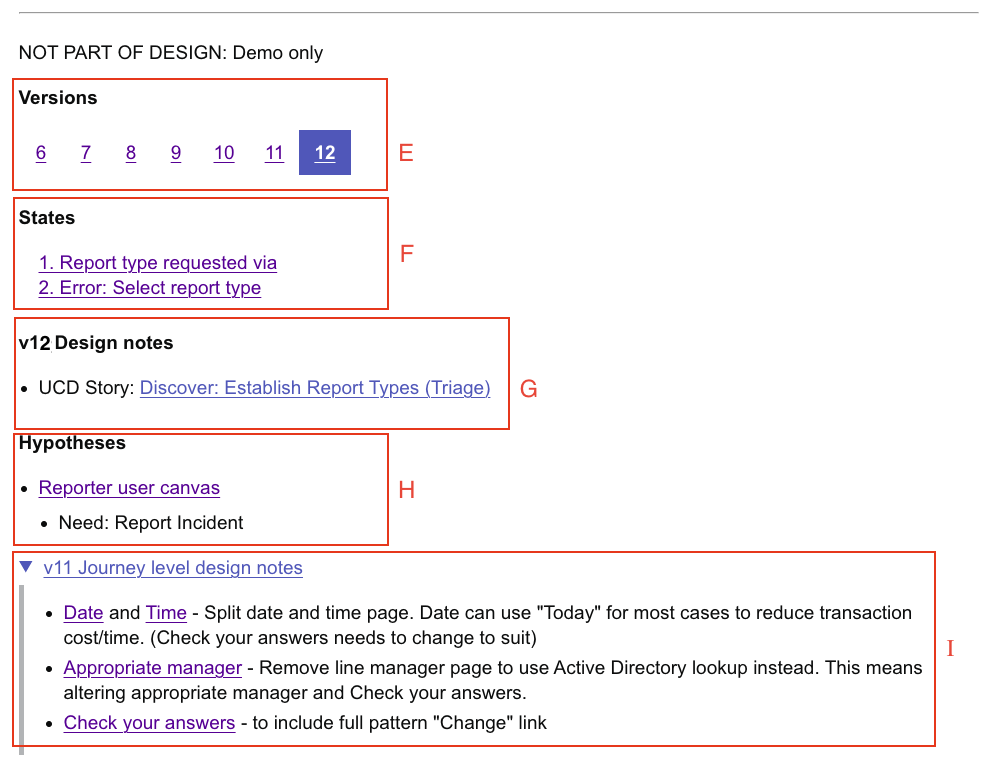 NOT PART OF DESIGN: Demo only
Versions
6 7 8 9 10 11 12
E
States
F
1. Report type requested via
2. Error: Select report type
v12 Design notes
UCD Story: Discover: Establish Report Types (Triage)
G
Hypotheses
Reporter user canvas
H
Need: Report Incident
v11 Journey level design notes
Date and Time - Split date and time page. Date can use "Today" for most cases to reduce transaction
cost/time. (Check your answers needs to change to suit)
I
Appropriate manager - Remove line manager page to use Active Directory lookup instead. This means
altering appropriate manager and Check your answers.
Check your answers - to include full pattern "Change" link